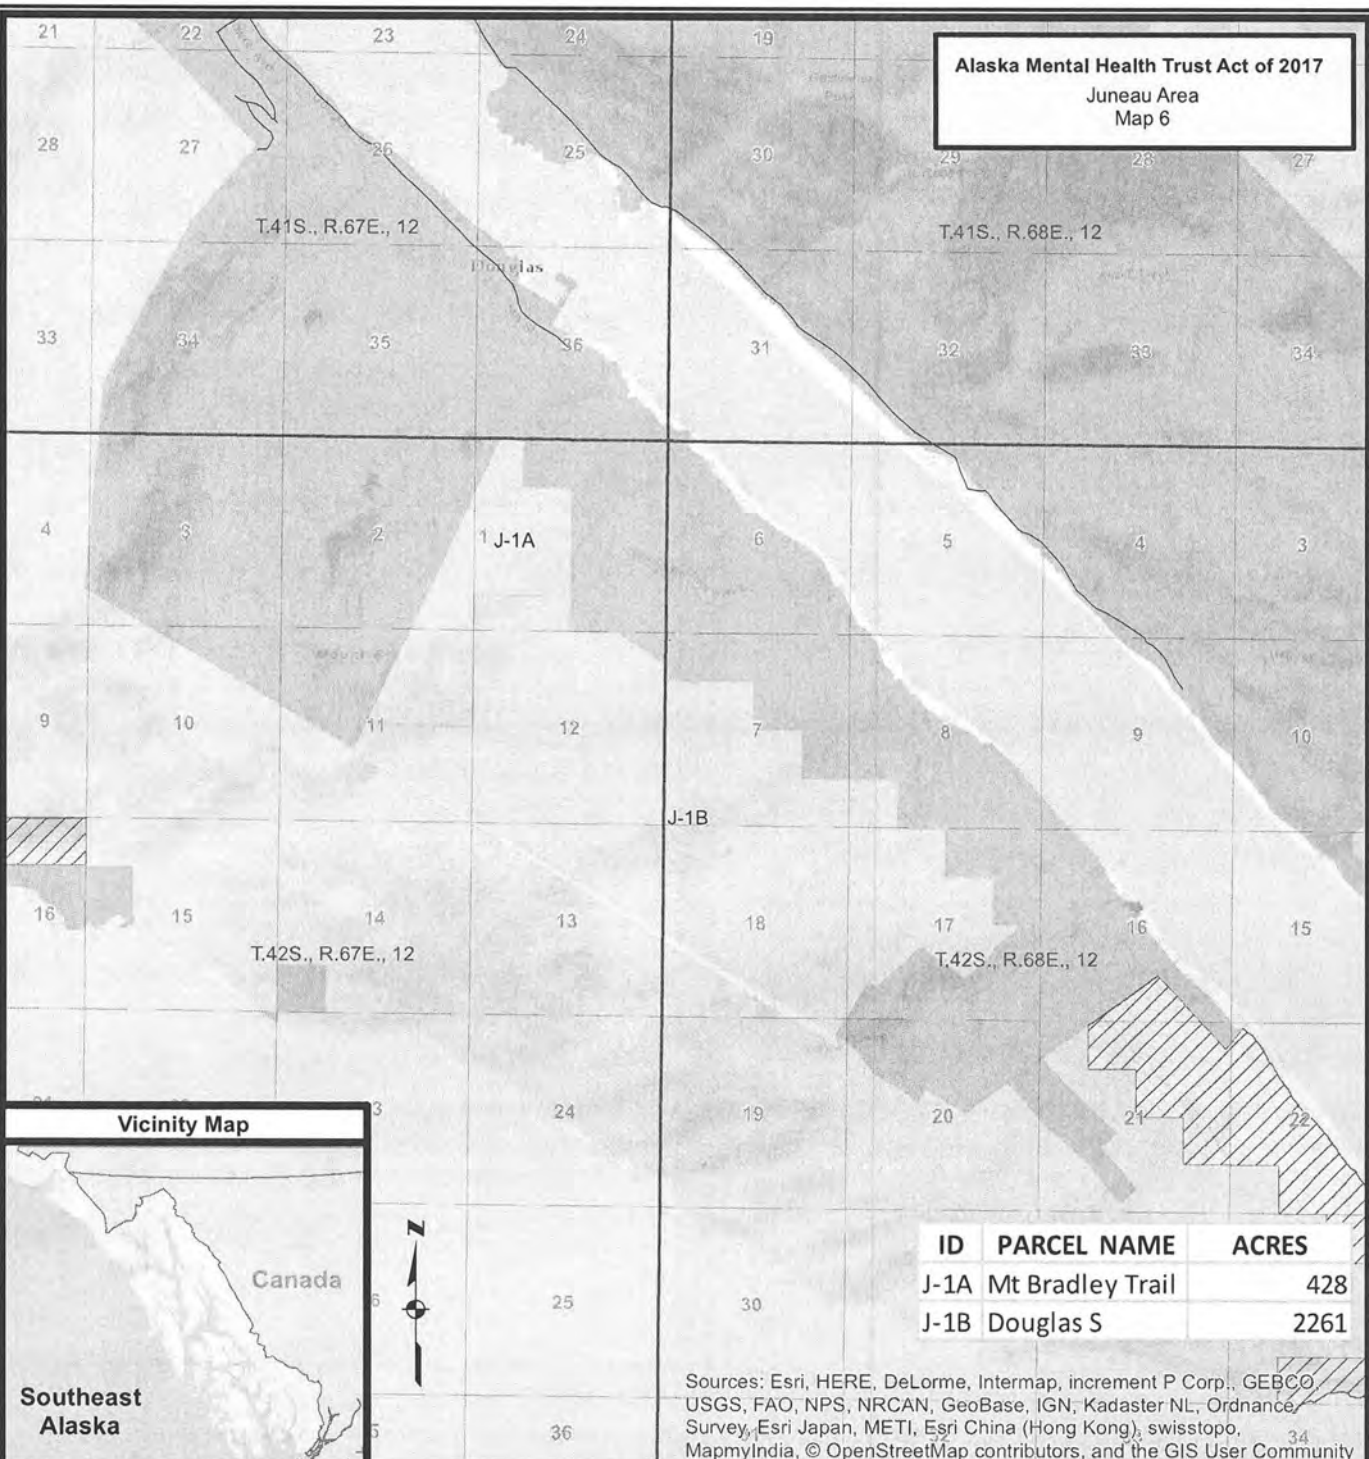 Alaska Mental Health Trust Act of 2017
Juneau Area
Map 6
21 22 23 24 19
28 27 26 25 30 29 28 27
T.41S., R.67E., 12 T.41S., R.68E., 12
Douglas
33 34 35 36 31 32 33 34
4 3 2 1 J-1A 6 5 4 3
9 10 11 12 7 8 9 10
J-1B
16 15 14 13 18 17 16 15
T.42S., R.67E., 12 T.42S., R.68E., 12
3 24 19 20 21 22
Vicinity Map
Canada
Southeast
Alaska
Z
25 30
36 34
ID PARCEL NAME ACRES
J-1A Mt Bradley Trail 428
J-1B Douglas S 2261
Sources: Esri, HERE, DeLorme, Intermap, increment P Corp., GEBCO,
USGS, FAO, NPS, NRCAN, GeoBase, IGN, Kadaster NL, Ordnance
Survey, Esri Japan, METI, Esri China (Hong Kong), swisstopo,
MapmyIndia, © OpenStreetMap contributors, and the GIS User Community